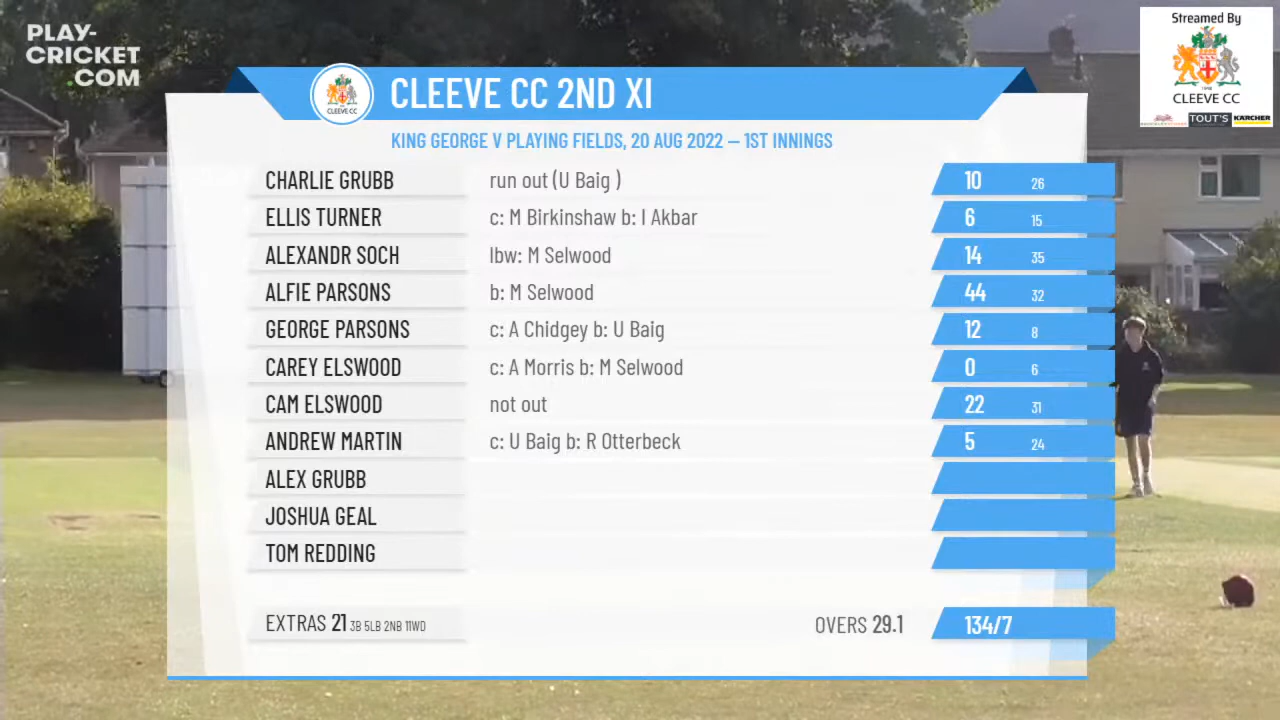 PLAY-
CRICKET
.COM
Streamed By
CLEEVE CC
TOUT'S KÄRCHER
CLEEVE CC
CLEEVE CC 2ND XI
KING GEORGE V PLAYING FIELDS, 20 AUG 2022 – 1ST INNINGS
CHARLIE GRUBB run out (U Baig ) 10 26
ELLIS TURNER c: M Birkinshaw b: I Akbar 6 15
ALEXANDR SOCH lbw: M Selwood 14 35
ALFIE PARSONS b: M Selwood 44 32
GEORGE PARSONS c: A Chidgey b: U Baig 12 8
CAREY ELSWOOD c: A Morris b: M Selwood 0 6
CAM ELSWOOD not out 22 31
ANDREW MARTIN c: U Baig b: R Otterbeck 5 24
ALEX GRUBB
JOSHUA GEAL
TOM REDDING
EXTRAS 21 3B 5LB 2NB 11WD OVERS 29.1 134/7